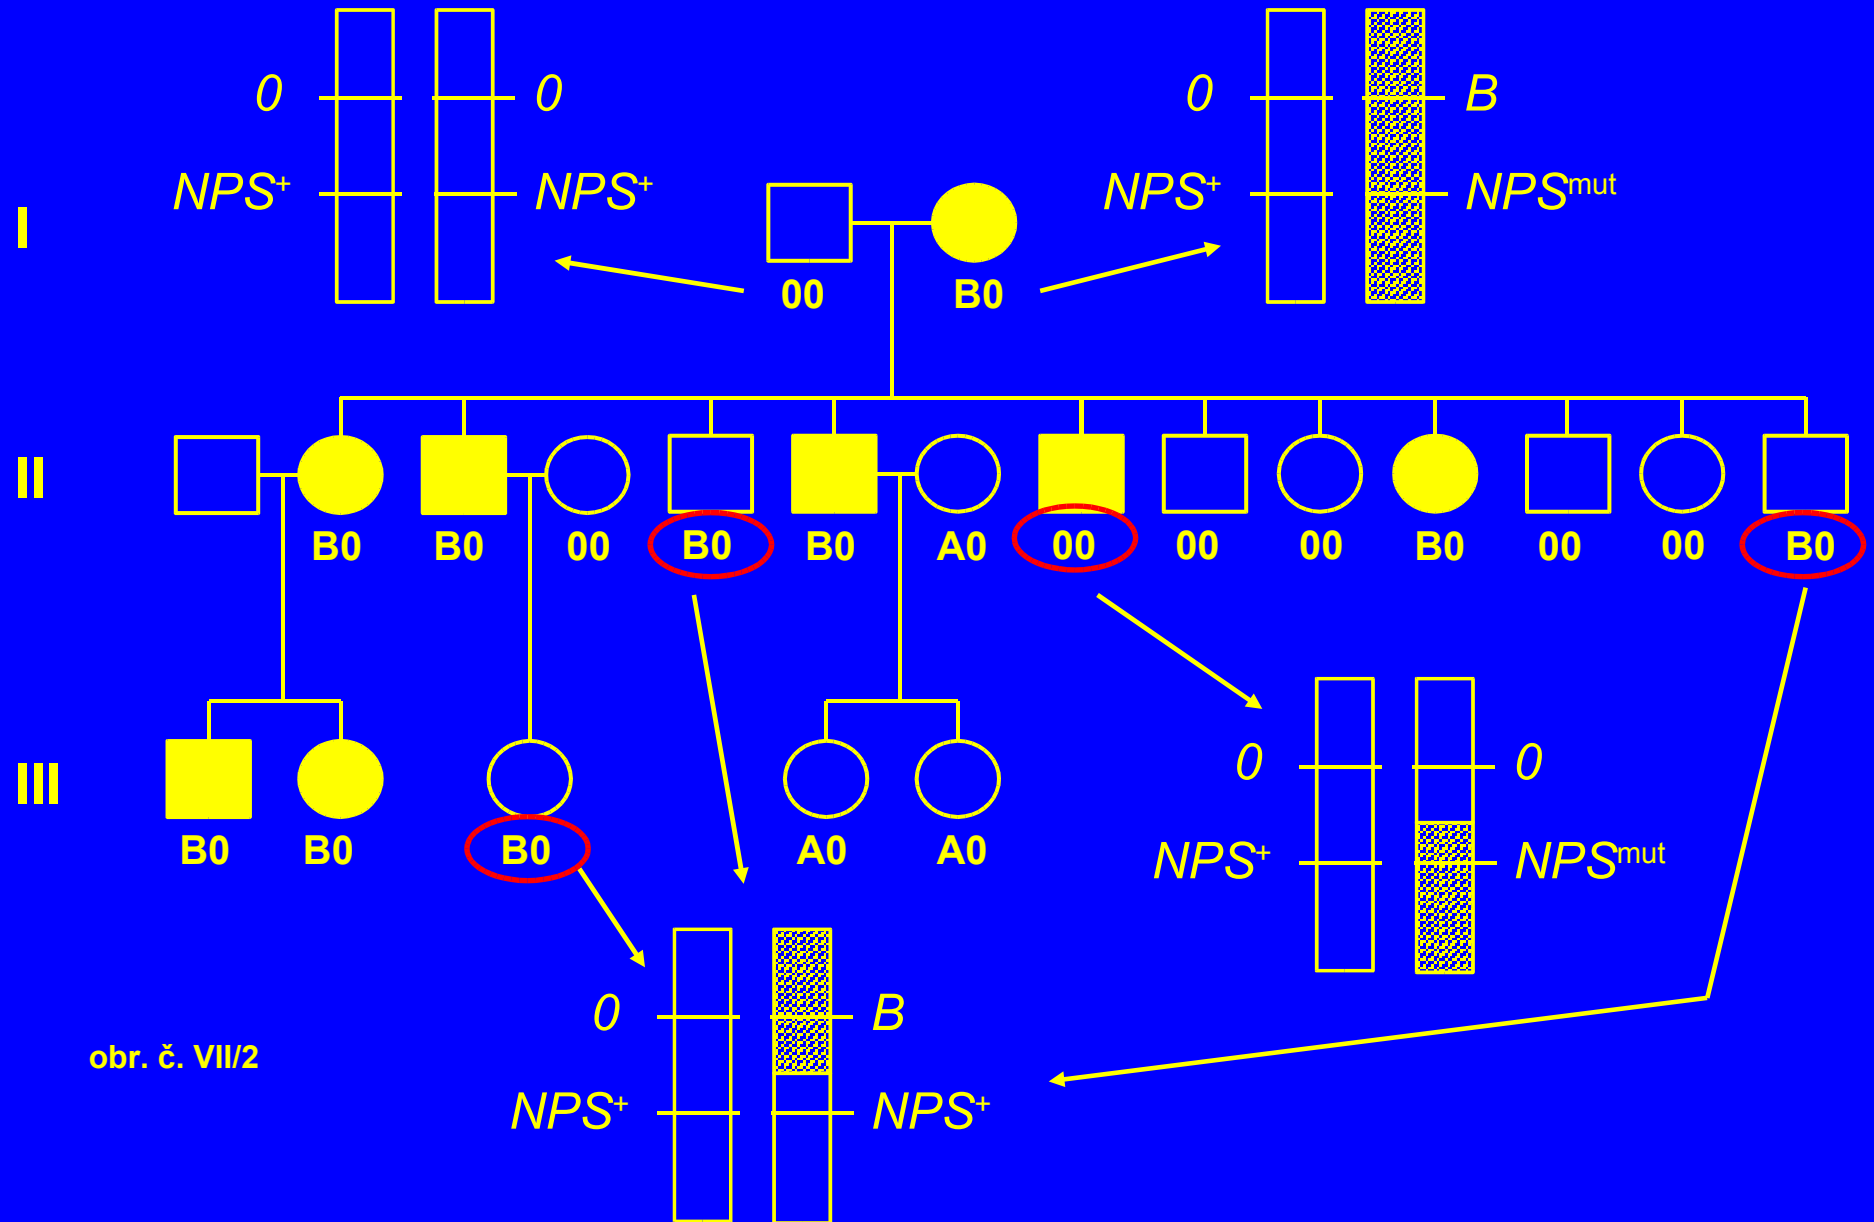 0 0 0 B
NPS+ NPS+ NPS+ NPSmut
I
00 B0
II
B0 B0 00 B0 B0 A0 00 00 00 B0 00 00 B0
0 0
III
B0 B0 B0 A0 A0
NPS+ NPSmut
0 B
obr. č. VII/2
NPS+ NPS+